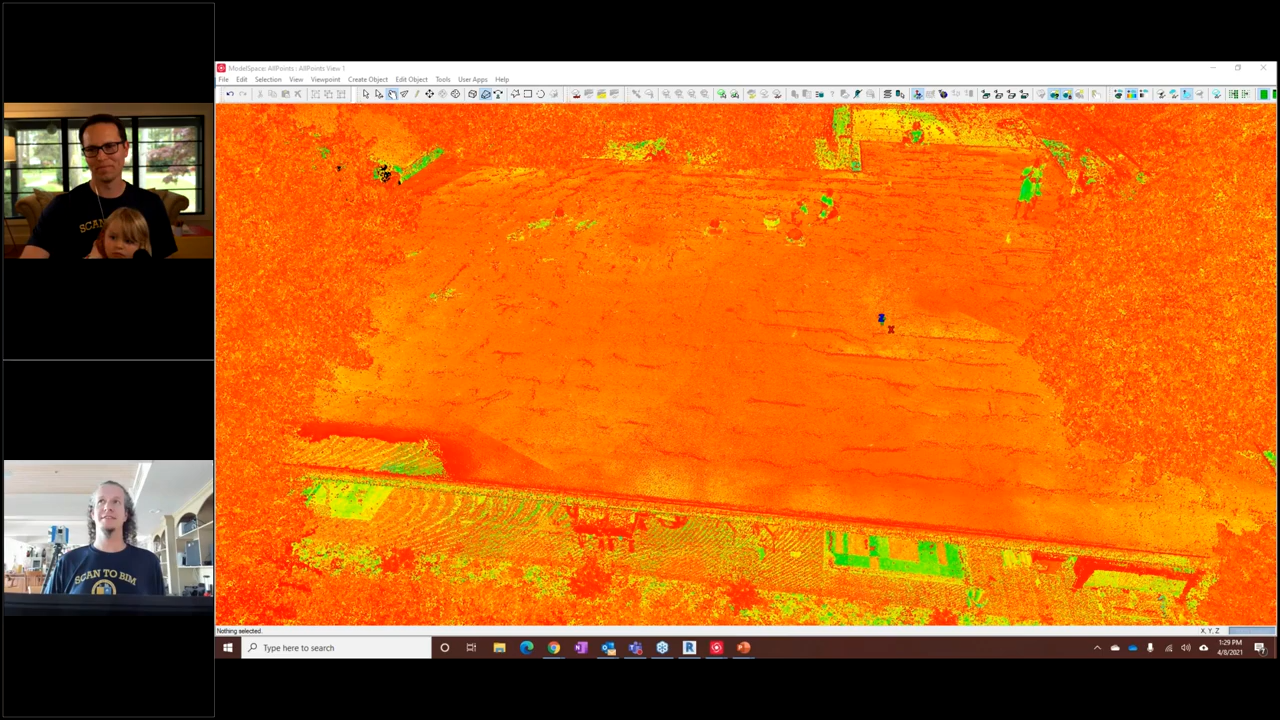 ModelSpace: AllPoints : AllPoints View 1
File Edit Selection View Viewpoint Create Object Edit Object Tools User Apps Help
SCAN
SCAN TO BIM
Nothing selected.
X, Y, Z
Type here to search
1:29 PM
4/8/2021